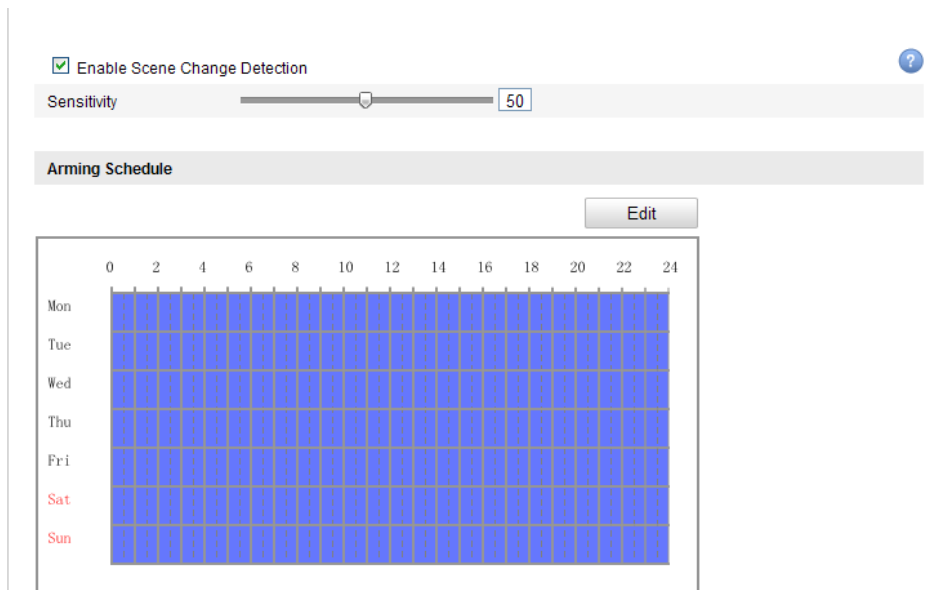 Enable Scene Change Detection
?
Sensitivity 50
Arming Schedule
Edit
0 2 4 6 8 10 12 14 16 18 20 22 24
Mon
Tue
Wed
Thu
Fri
Sat
Sun